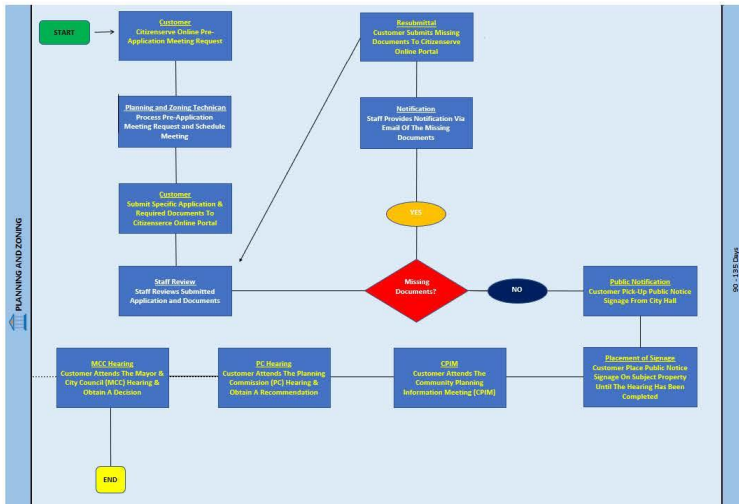 START
Customer
Citizenserve Online Pre-
Application Meeting Request
Planning and Zoning Technican
Process Pre-Application
Meeting Request and Schedule
Meeting
Customer
Submit Specific Application &
Required Documents To
Citizenserce Online Portal
Staff Review
Staff Reviews Submitted
Application and Documents
Resubmittal
Customer Submits Missing
Documents To Citizenserve
Online Portal
Notification
Staff Provides Notification Via
Email Of The Missing
Documents
YES
Missing
Documents?
NO
Public Notification
Customer Pick-Up Public Notice
Signage From City Hall
Placement of Signage
Customer Place Public Notice
Signage On Subject Property
Until The Hearing Has Been
Completed
CPIM
Customer Attends The
Community Planning
Information Meeting [CPIM]
PC Hearing
Customer Attends The Planning
Commission (PC) Hearing &
Obtain A Recommendation
MCC Hearing
Customer Attends The Mayor &
City Council (MCC) Hearing &
Obtain A Decision
END
PLANNING AND ZONING
90 - 135 Days